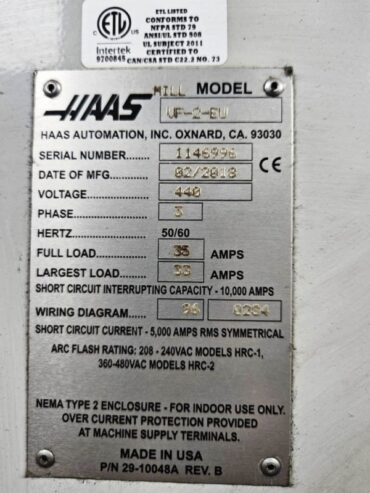 ETL LISTED
CONFORMS TO
NFPA STD 79
ANSI/UL STD 508
UL SUBJECT 2011
CERTIFIED TO
CAN/CSA STD C22.2 NO. 73
ETL
C US
Intertek
9700845
HAAS MILL MODEL
VF-2-EU
HAAS AUTOMATION, INC. OXNARD, CA. 93030
SERIAL NUMBER 1146996
DATE OF MFG 02/2018 CE
VOLTAGE 440
PHASE 3
HERTZ 50/60
FULL LOAD 35 AMPS
LARGEST LOAD 33 AMPS
SHORT CIRCUIT INTERRUPTING CAPACITY - 10,000 AMPS
WIRING DIAGRAM 96 0284
SHORT CIRCUIT CURRENT - 5,000 AMPS RMS SYMMETRICAL
ARC FLASH RATING: 208 - 240VAC MODELS HRC-1,
360-480VAC MODELS HRC-2
NEMA TYPE 2 ENCLOSURE - FOR INDOOR USE ONLY.
OVER CURRENT PROTECTION PROVIDED
AT MACHINE SUPPLY TERMINALS.
MADE IN USA
P/N 29-10048A REV. B